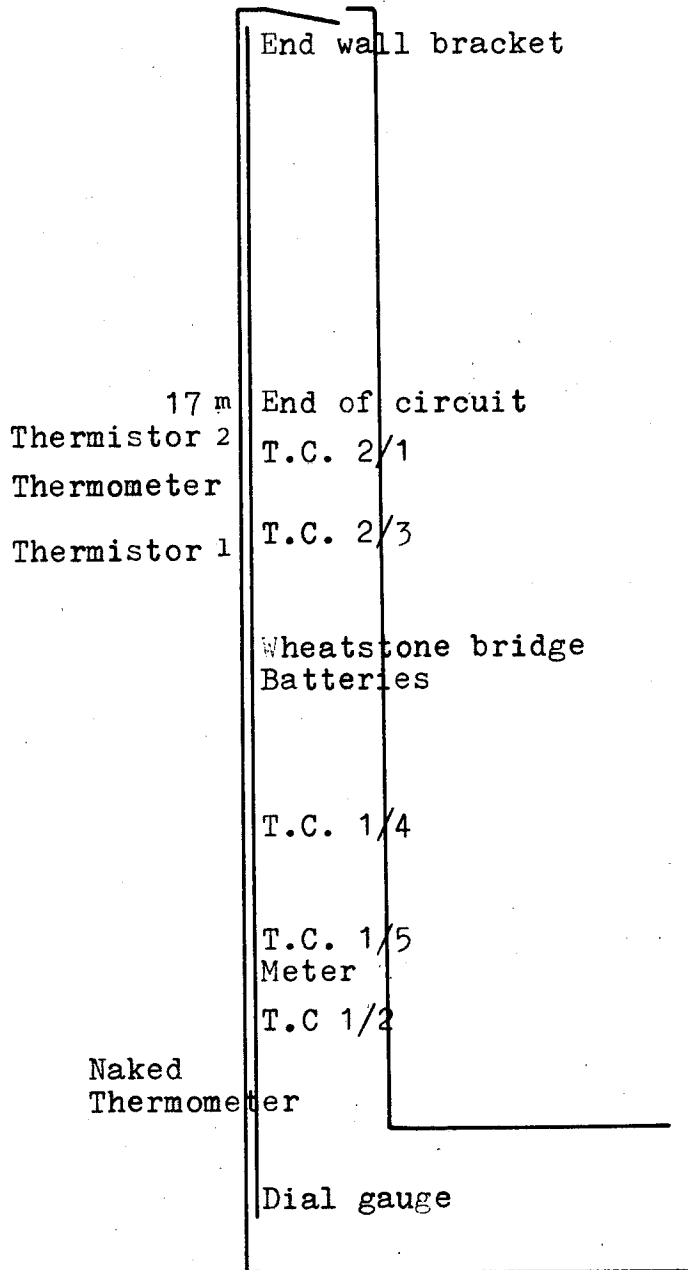 End wall bracket
17 m End of circuit
Thermistor 2
T.C. 2/1
Thermometer
T.C. 2/3
Thermistor 1
Wheatstone bridge
Batteries
T.C. 1/4
T.C. 1/5
Meter
T.C 1/2
Naked
Thermometer
Dial gauge